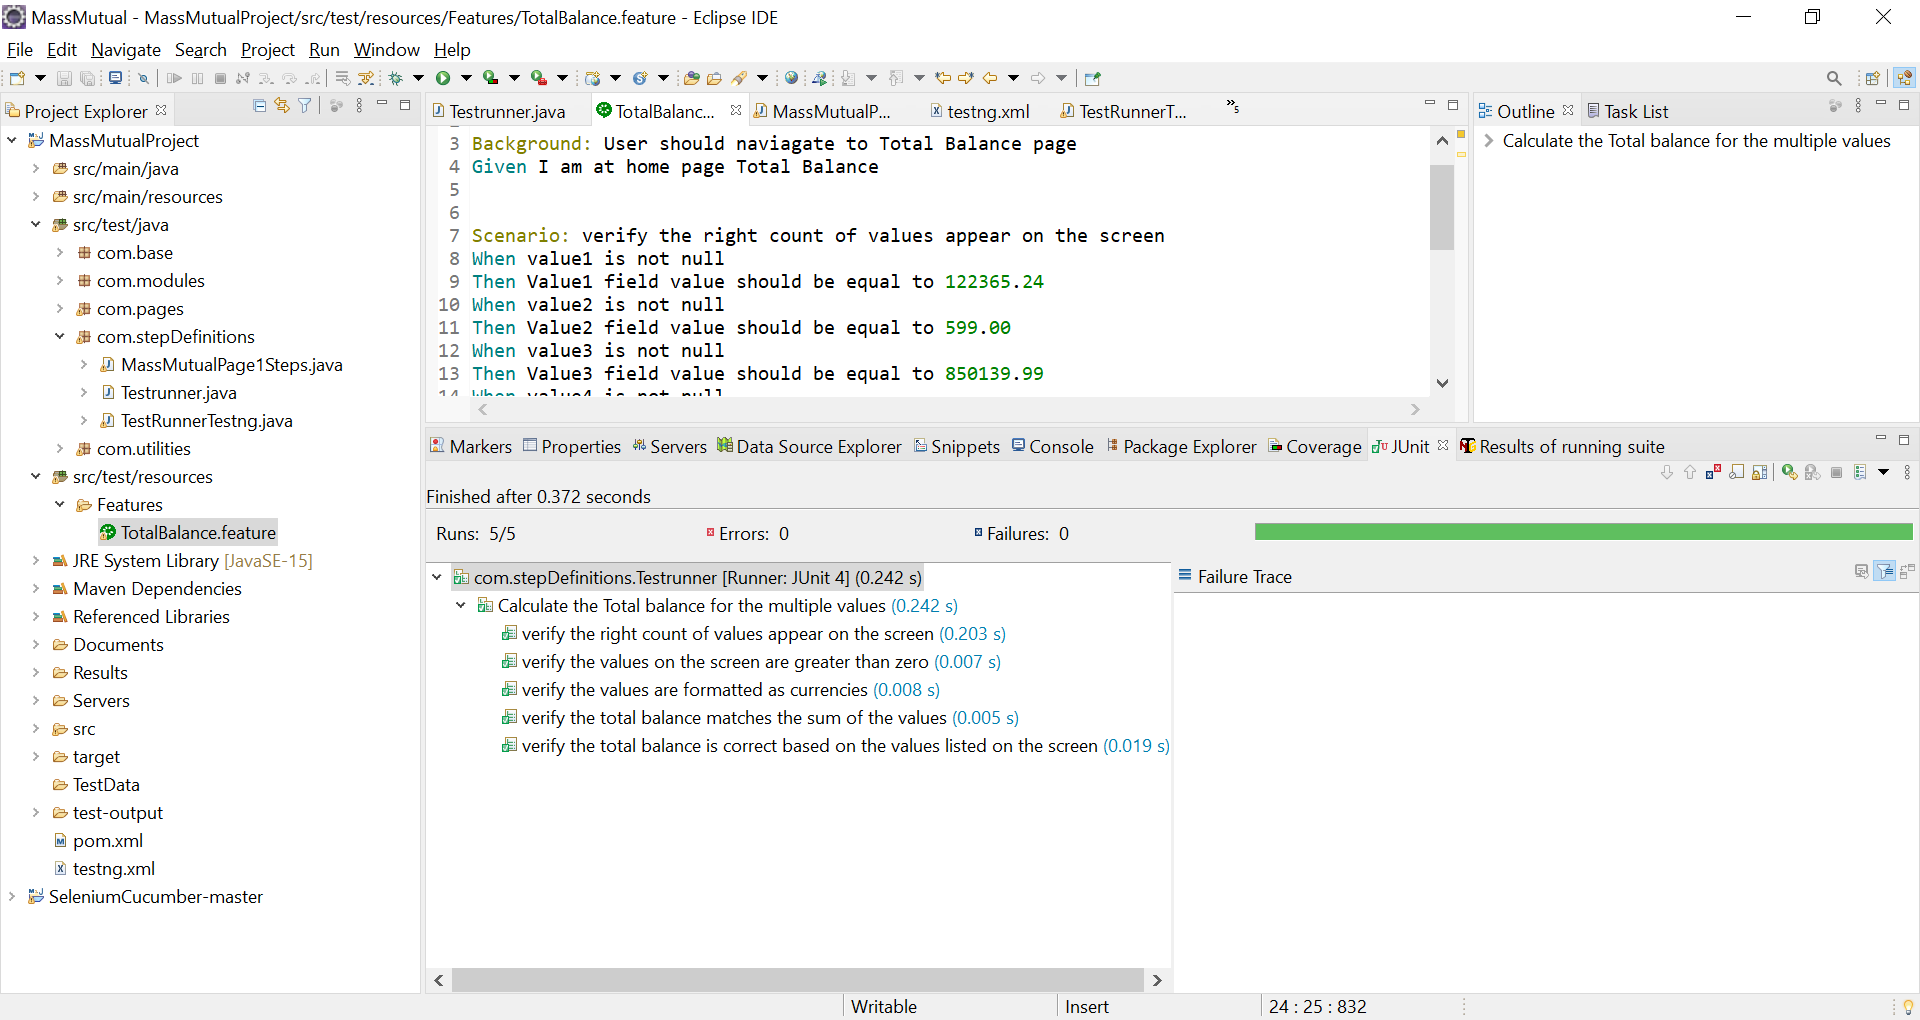 MassMutual - MassMutualProject/src/test/resources/Features/TotalBalance.feature - Eclipse IDE
File Edit Navigate Search Project Run Window Help
Project Explorer
MassMutualProject
src/main/java
src/main/resources
src/test/java
com.base
com.modules
com.pages
com.stepDefinitions
MassMutualPage1Steps.java
Testrunner.java
TestRunnerTestng.java
com.utilities
src/test/resources
Features
TotalBalance.feature
JRE System Library [JavaSE-15]
Maven Dependencies
Referenced Libraries
Documents
Results
Servers
src
target
TestData
test-output
pom.xml
testng.xml
SeleniumCucumber-master
Testrunner.java TotalBalanc... MassMutualP... testng.xml TestRunnerT... »5
3 Background: User should naviagate to Total Balance page
4 Given I am at home page Total Balance
5
6
7 Scenario: verify the right count of values appear on the screen
8 When value1 is not null
9 Then Value1 field value should be equal to 122365.24
10 When value2 is not null
11 Then Value2 field value should be equal to 599.00
12 When value3 is not null
13 Then Value3 field value should be equal to 850139.99
14 When value4 is not null
Outline Task List
Calculate the Total balance for the multiple values
Markers Properties Servers Data Source Explorer Snippets Console Package Explorer Coverage JUnit Results of running suite
Finished after 0.372 seconds
Runs: 5/5 Errors: 0 Failures: 0
com.stepDefinitions.Testrunner [Runner: JUnit 4] (0.242 s)
Calculate the Total balance for the multiple values (0.242 s)
verify the right count of values appear on the screen (0.203 s)
verify the values on the screen are greater than zero (0.007 s)
verify the values are formatted as currencies (0.008 s)
verify the total balance matches the sum of the values (0.005 s)
verify the total balance is correct based on the values listed on the screen (0.019 s)
Failure Trace
Writable Insert 24 : 25 : 832